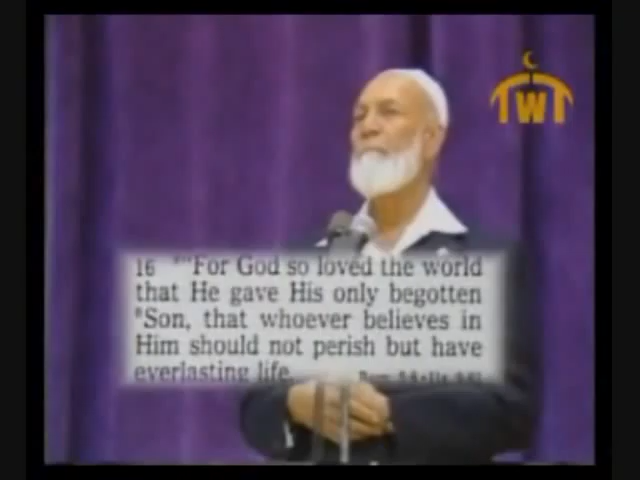 TWT
16 "For God so loved the world
that He gave His only begotten
Son, that whoever believes in
Him should not perish but have
everlasting life.